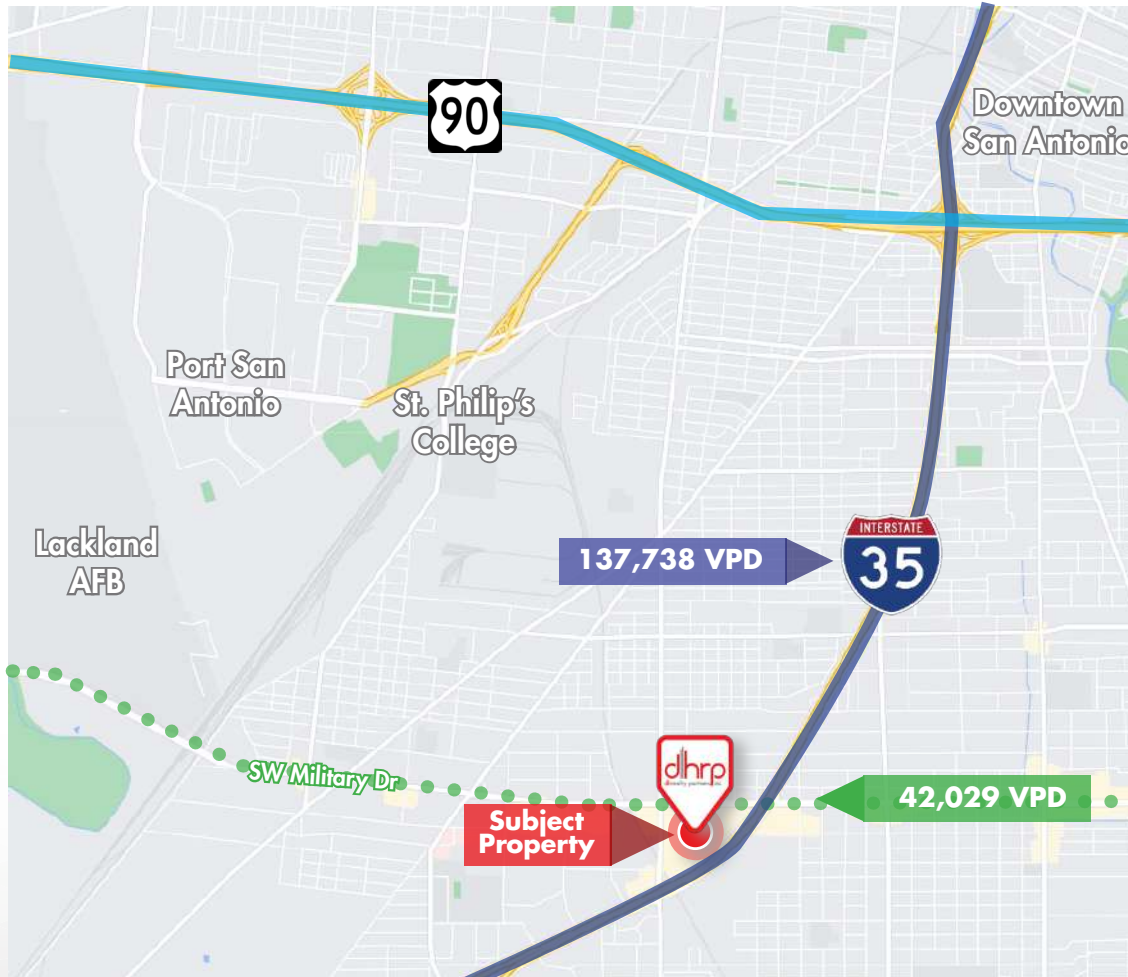 90
Downtown
San Antonio
Port San
Antonio
St. Philip's
College
Lackland
AFB
137,738 VPD
INTERSTATE
35
SW Military Dr
dhrp
Subject
Property
42,029 VPD